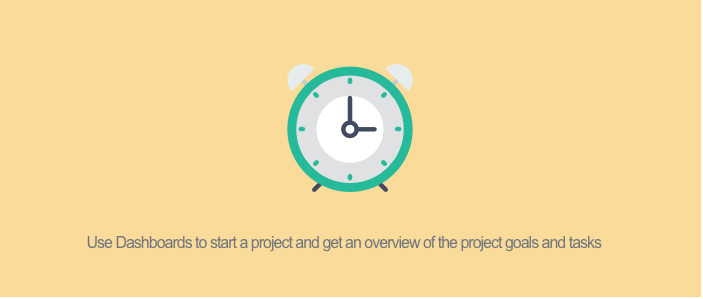 Use Dashboards to start a project and get an overview of the project goals and tasks